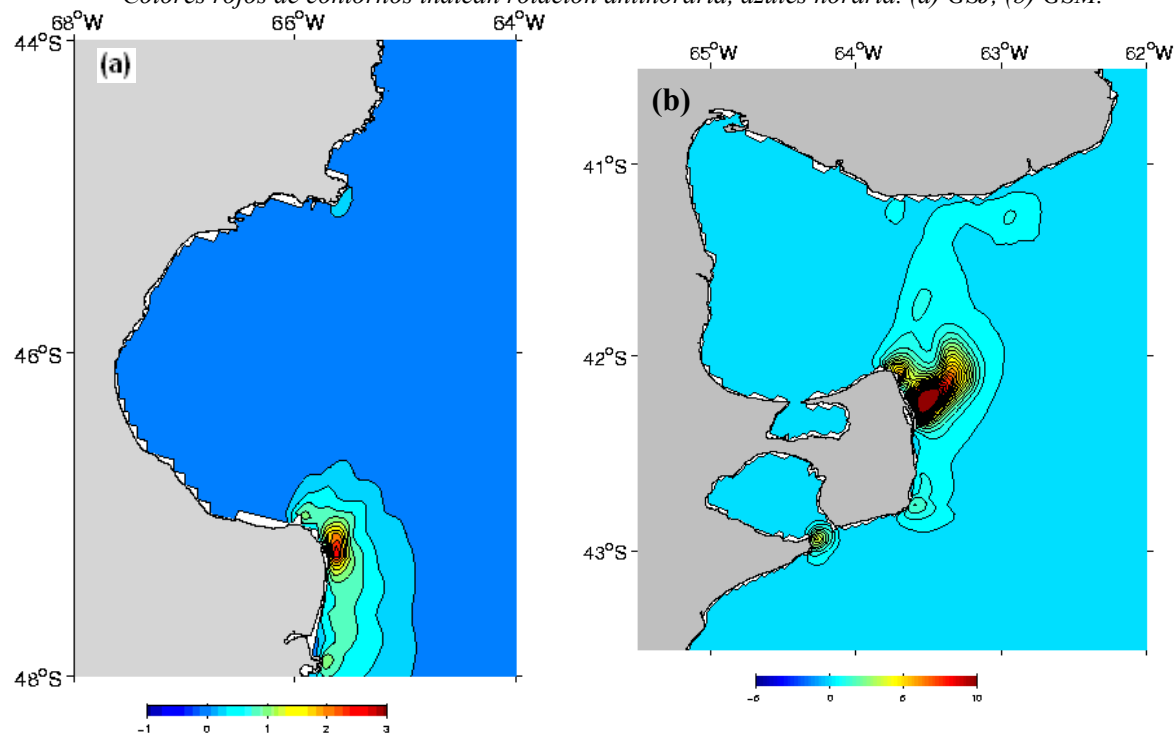 Colores rojos de contornos indican rotación antihoraria, azules horaria. (a) GSJ, (b) GSM.
68°W 66°W 64°W
44°S
(a)
46°S
48°S
-1 0 1 2 3
65°W 64°W 63°W 62°W
(b)
41°S
42°S
43°S
-5 0 5 10